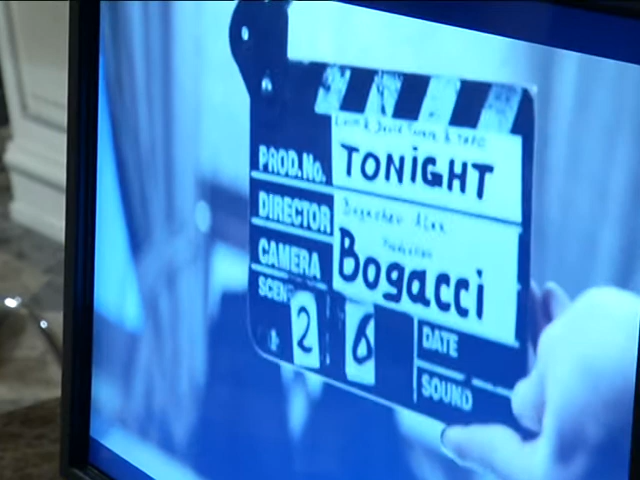 PROD.No. TONiGHT
DIRECTOR
CAMERA Bogacci
SCENE
2 6
DATE
SOUND